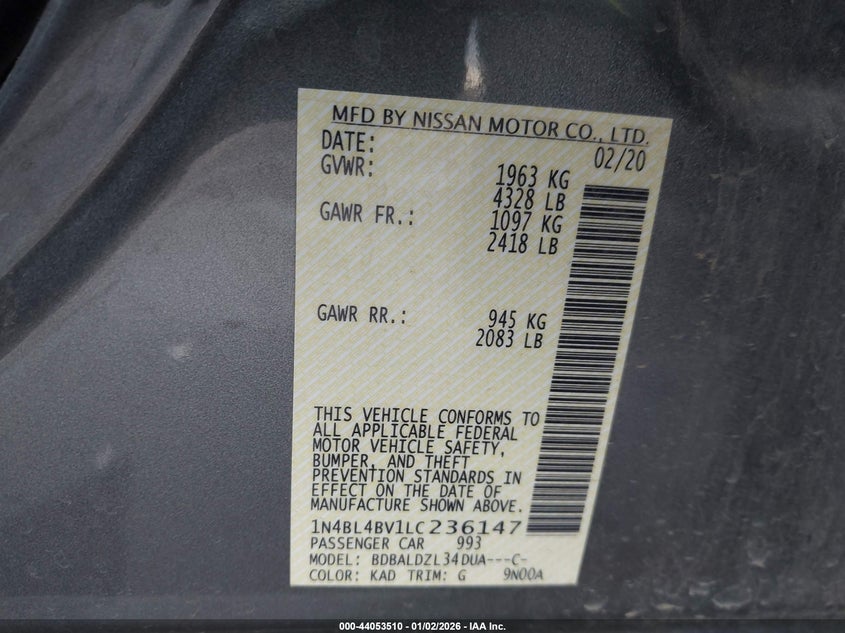 MFD BY NISSAN MOTOR CO., LTD.
DATE: 02/20
GVWR: 1963 KG
4328 LB
GAWR FR.: 1097 KG
2418 LB
GAWR RR.: 945 KG
2083 LB
THIS VEHICLE CONFORMS TO
ALL APPLICABLE FEDERAL
MOTOR VEHICLE SAFETY,
BUMPER, AND THEFT
PREVENTION STANDARDS IN
EFFECT ON THE DATE OF
MANUFACTURE SHOWN ABOVE.
1N4BL4BV1LC236147
PASSENGER CAR 993
MODEL: BDBALDZL34DUA---C-
COLOR: KAD TRIM: G 9N00A
000-44053510 - 01/02/2026 - IAA Inc.